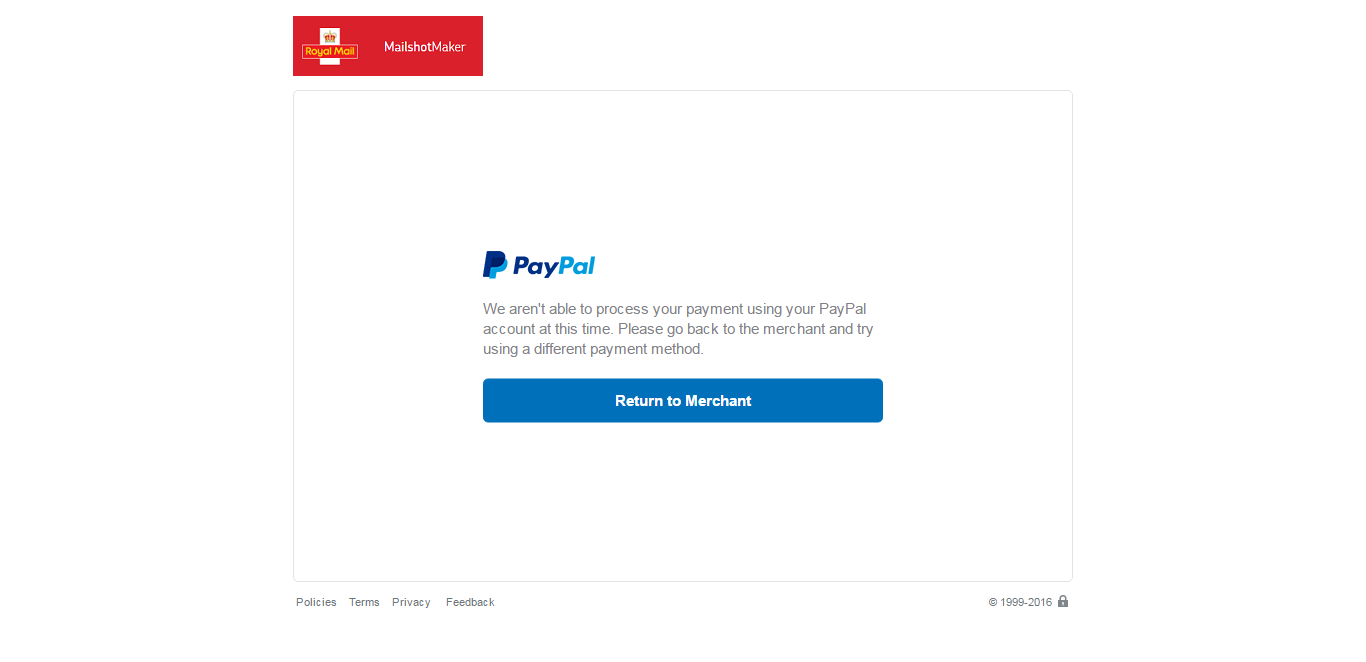 Royal Mail MailshotMaker
PayPal
We aren't able to process your payment using your PayPal
account at this time. Please go back to the merchant and try
using a different payment method.
Return to Merchant
Policies Terms Privacy Feedback © 1999-2016